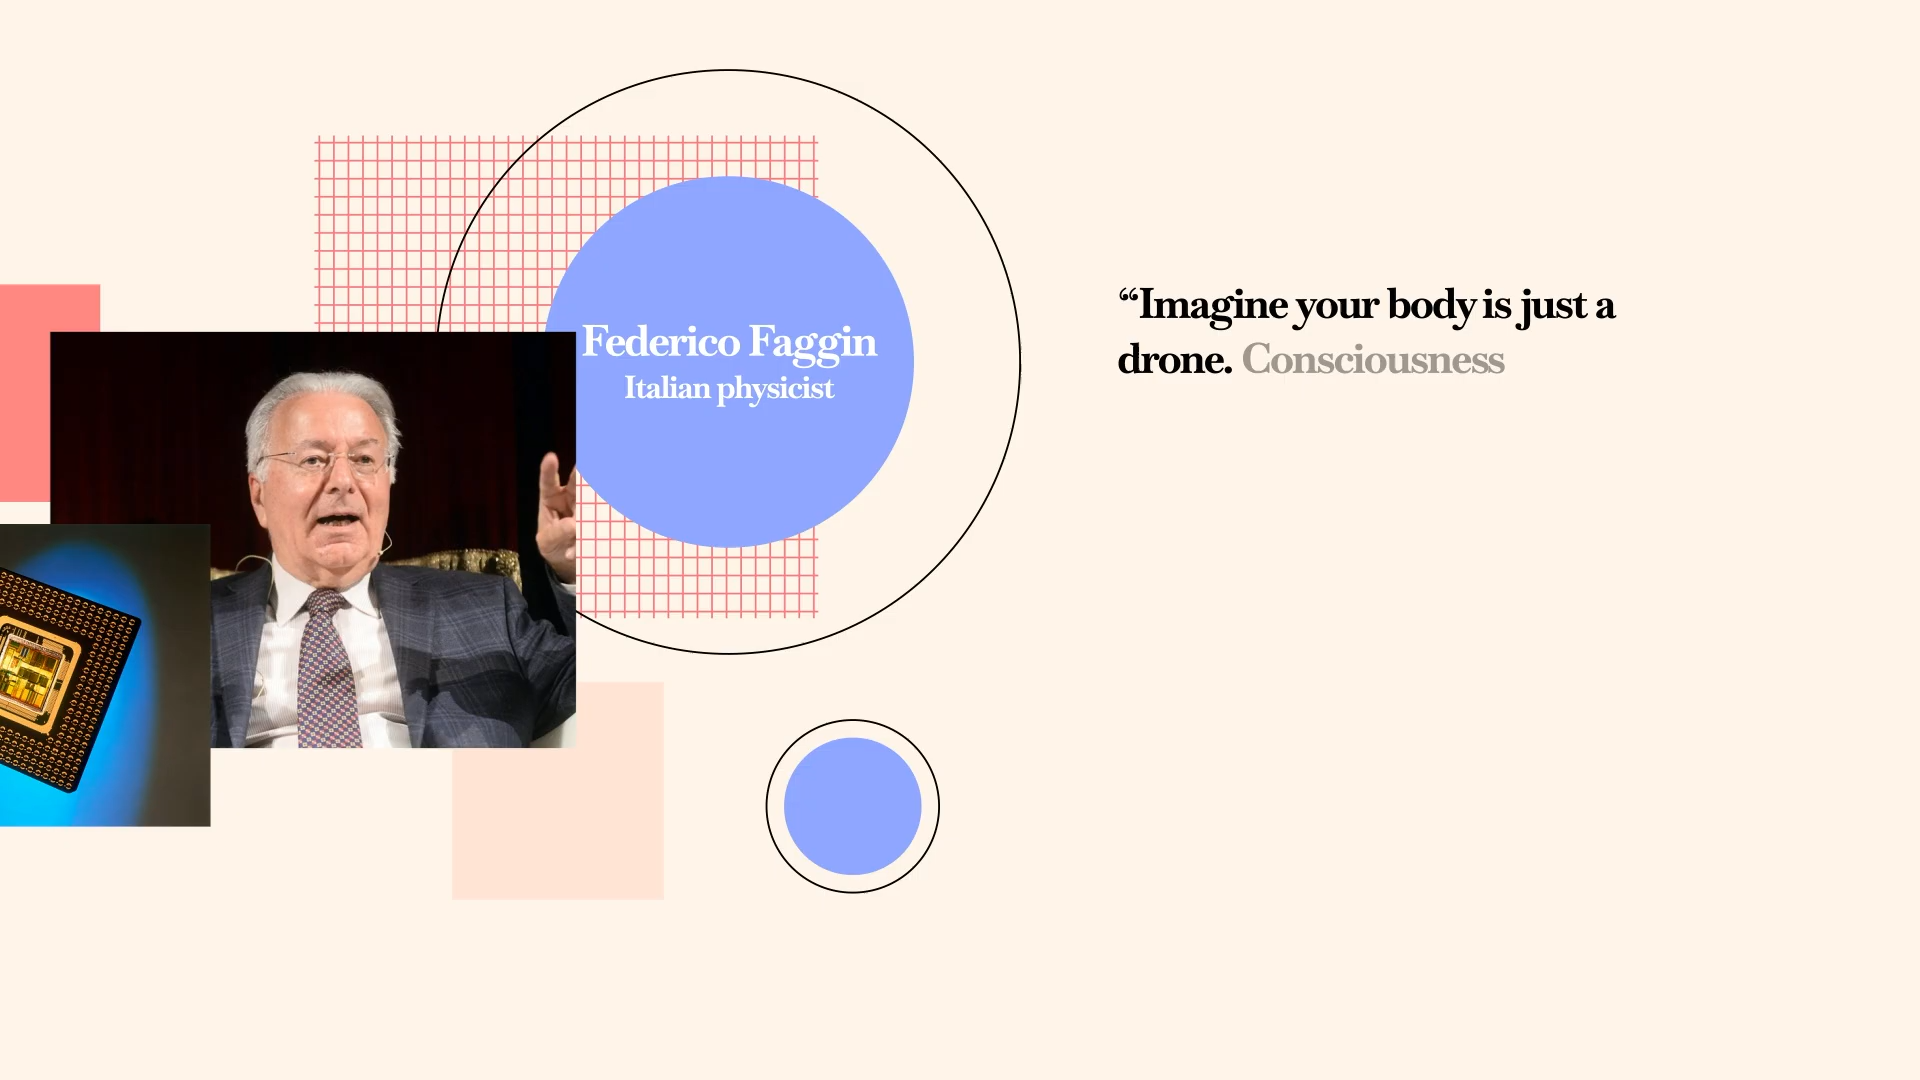 Federico Faggin
Italian physicist
“Imagine your body is just a
drone. Consciousness